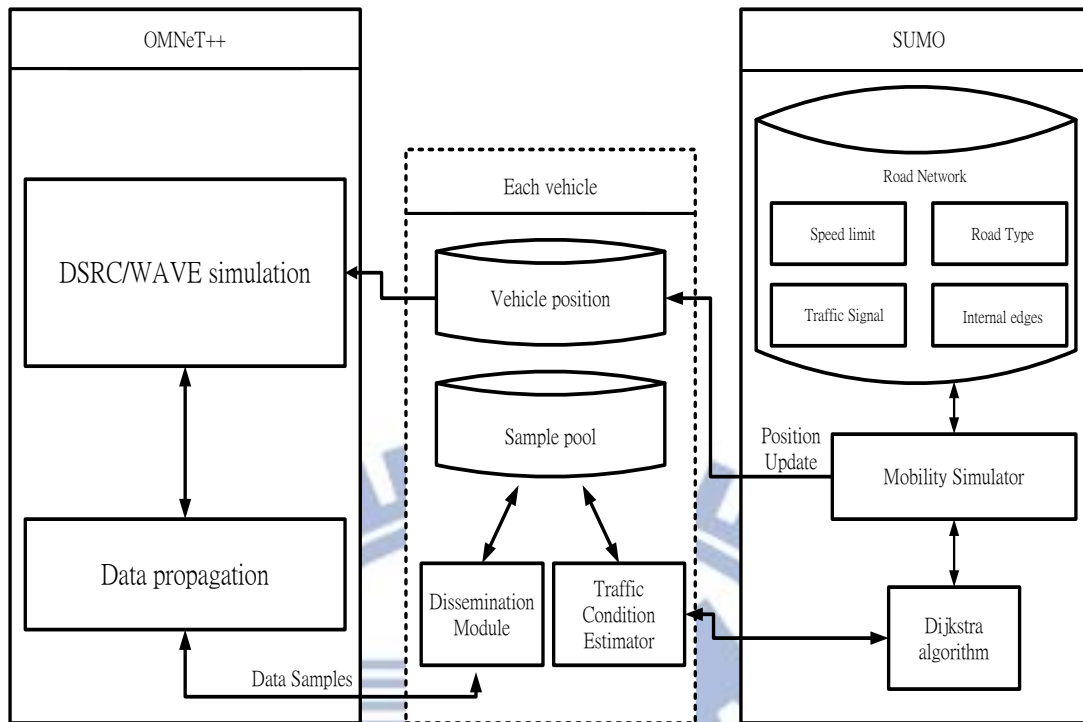 OMNeT++
DSRC/WAVE simulation
Data propagation
Data Samples
Each vehicle
Vehicle position
Sample pool
Dissemination
Module
Traffic
Condition
Estimator
SUMO
Road Network
Speed limit
Road Type
Traffic Signal
Internal edges
Position
Update
Mobility Simulator
Dijkstra
algorithm